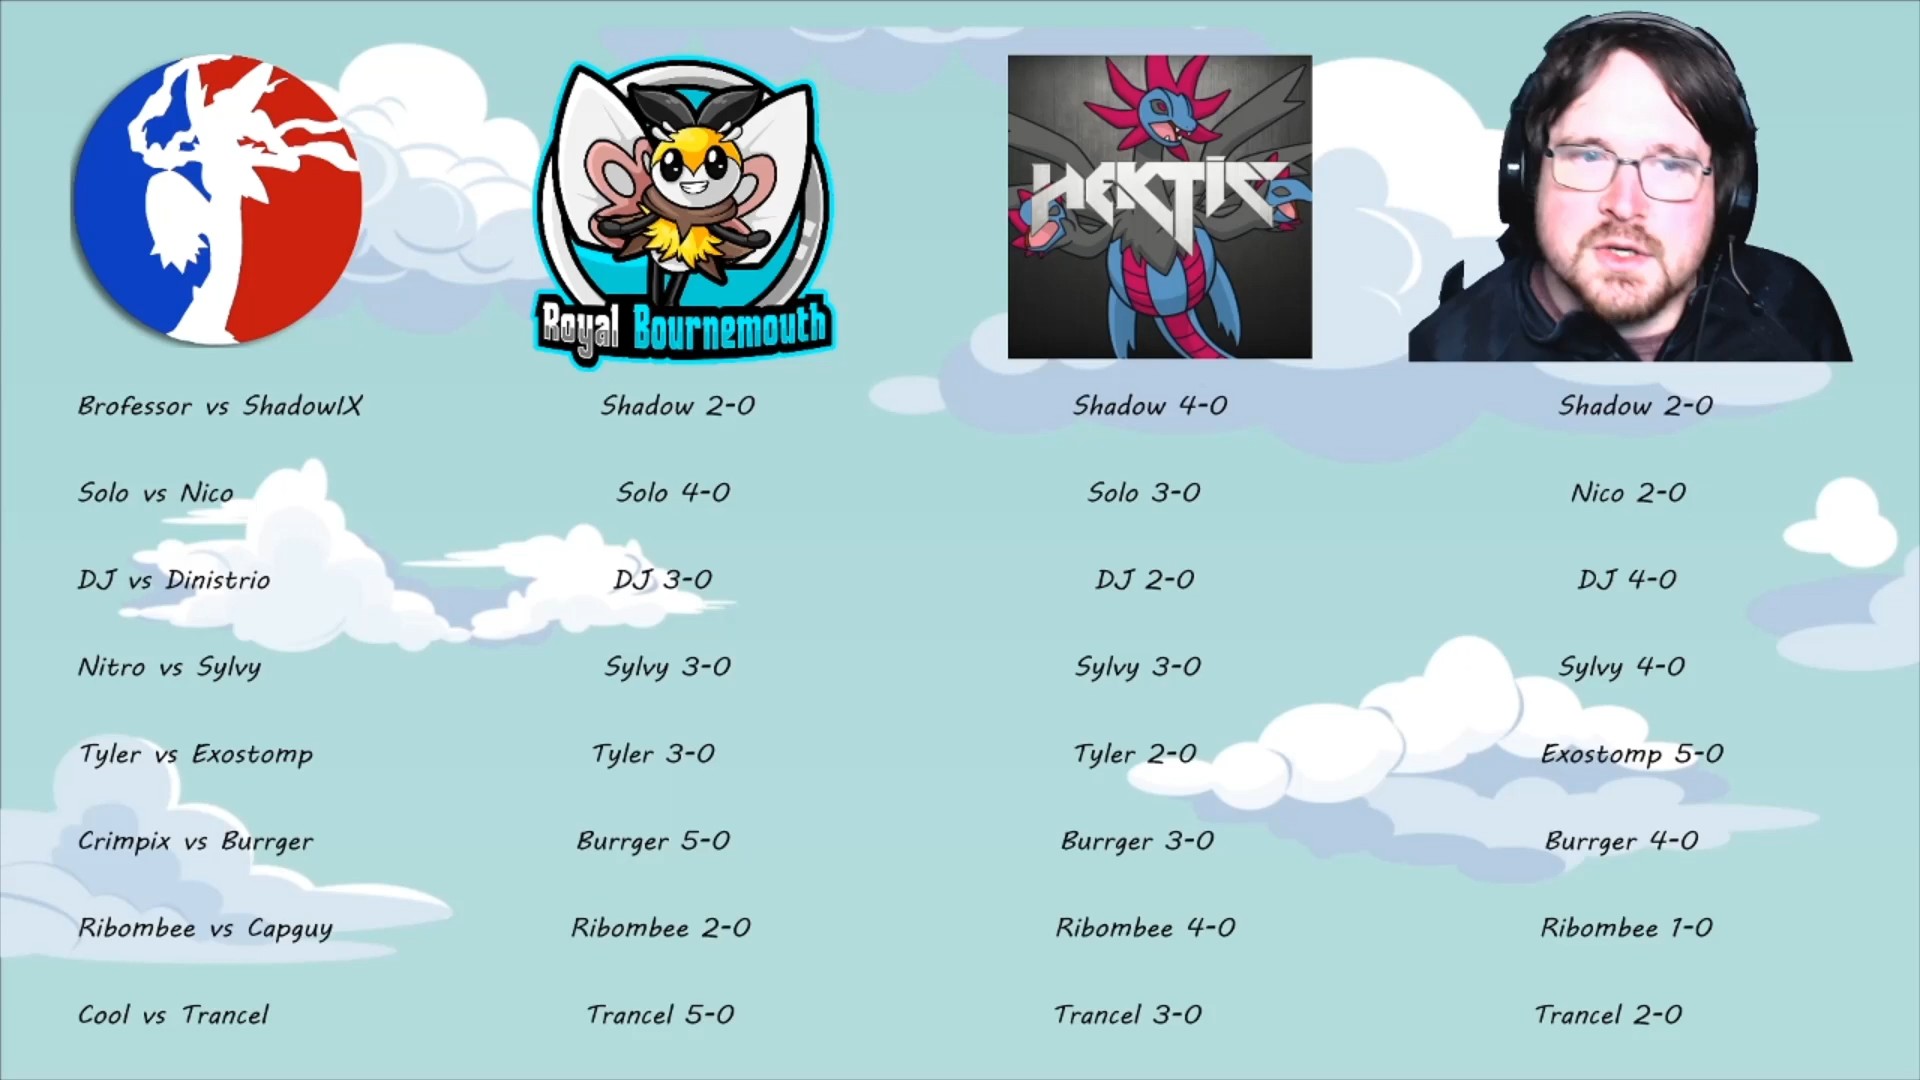 Royal Bournemouth
HEKTIC
Brofessor vs ShadowIX Shadow 2-0 Shadow 4-0 Shadow 2-0
Solo vs Nico Solo 4-0 Solo 3-0 Nico 2-0
DJ vs Dinistrio DJ 3-0 DJ 2-0 DJ 4-0
Nitro vs Sylvy Sylvy 3-0 Sylvy 3-0 Sylvy 4-0
Tyler vs Exostomp Tyler 3-0 Tyler 2-0 Exostomp 5-0
Crimpix vs Burrger Burrger 5-0 Burrger 3-0 Burrger 4-0
Ribombee vs Capguy Ribombee 2-0 Ribombee 4-0 Ribombee 1-0
Cool vs Trancel Trancel 5-0 Trancel 3-0 Trancel 2-0